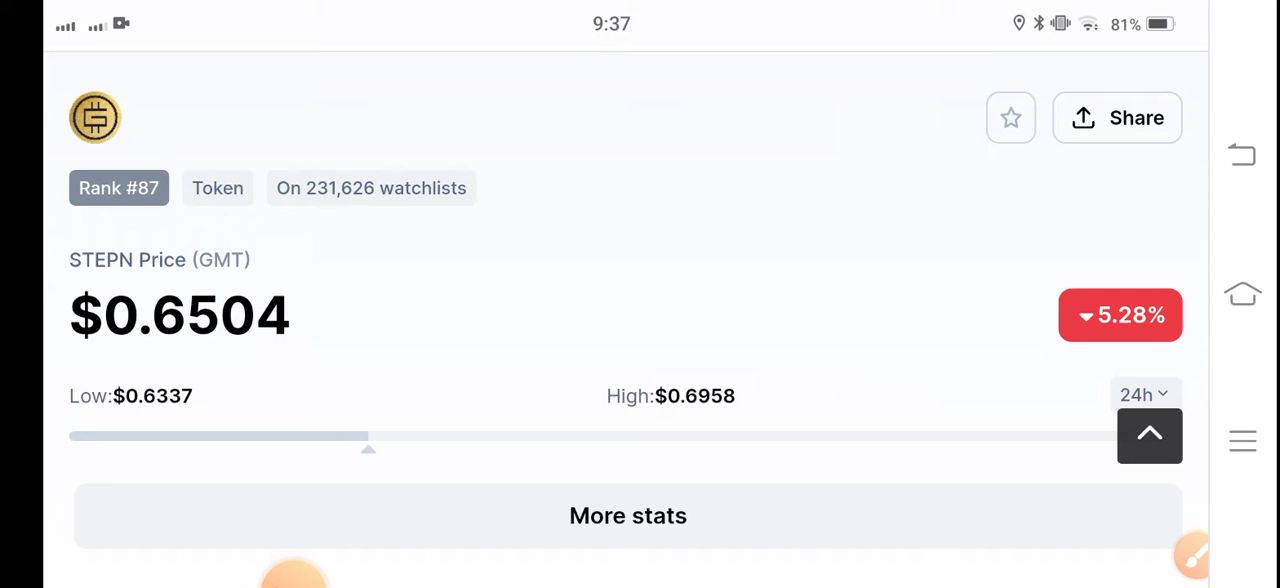 9:37
81%
Share
Rank #87 Token On 231,626 watchlists
STEPN Price (GMT)
$0.6504
5.28%
Low:$0.6337 High:$0.6958 24h
More stats